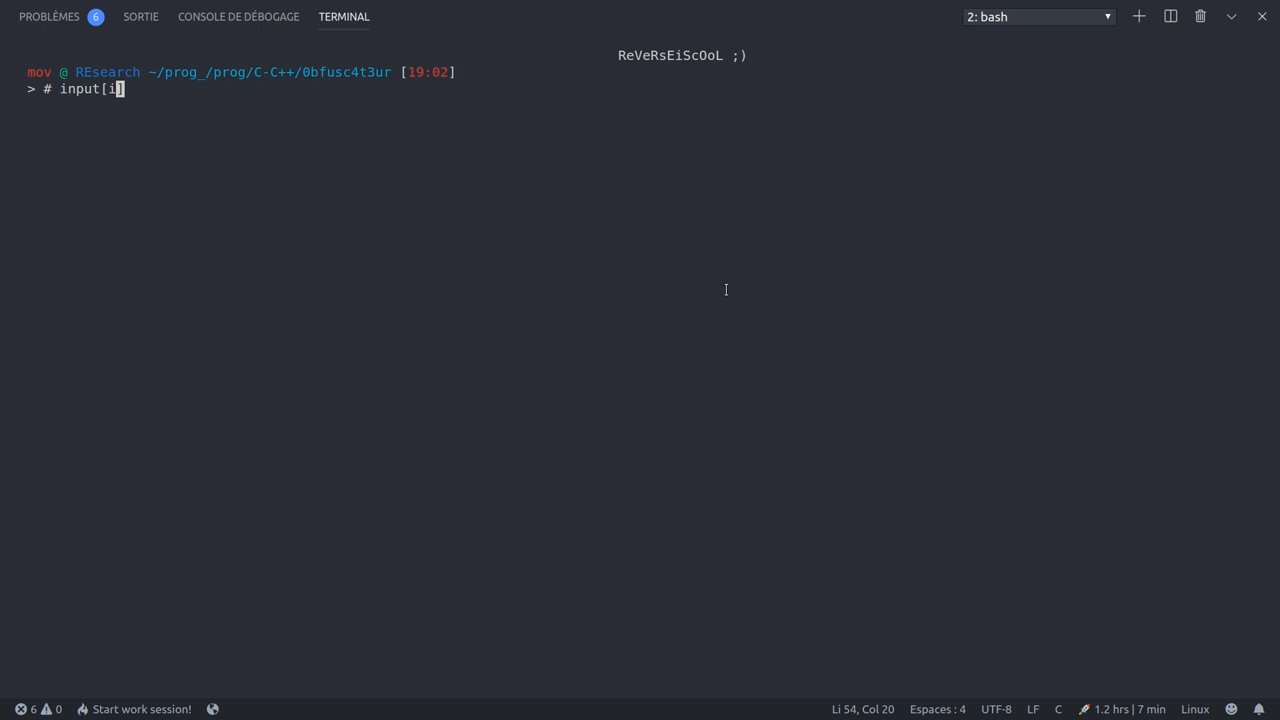 PROBLÈMES 6 SORTIE CONSOLE DE DÉBOGAGE TERMINAL 2: bash
ReVeRsEiScOoL ;)
mov @ REsearch ~/prog_/prog/C-C++/0bfusc4t3ur [19:02]
> # input[i]
6 0 Start work session! Li 54, Col 20 Espaces : 4 UTF-8 LF C 1.2 hrs | 7 min Linux